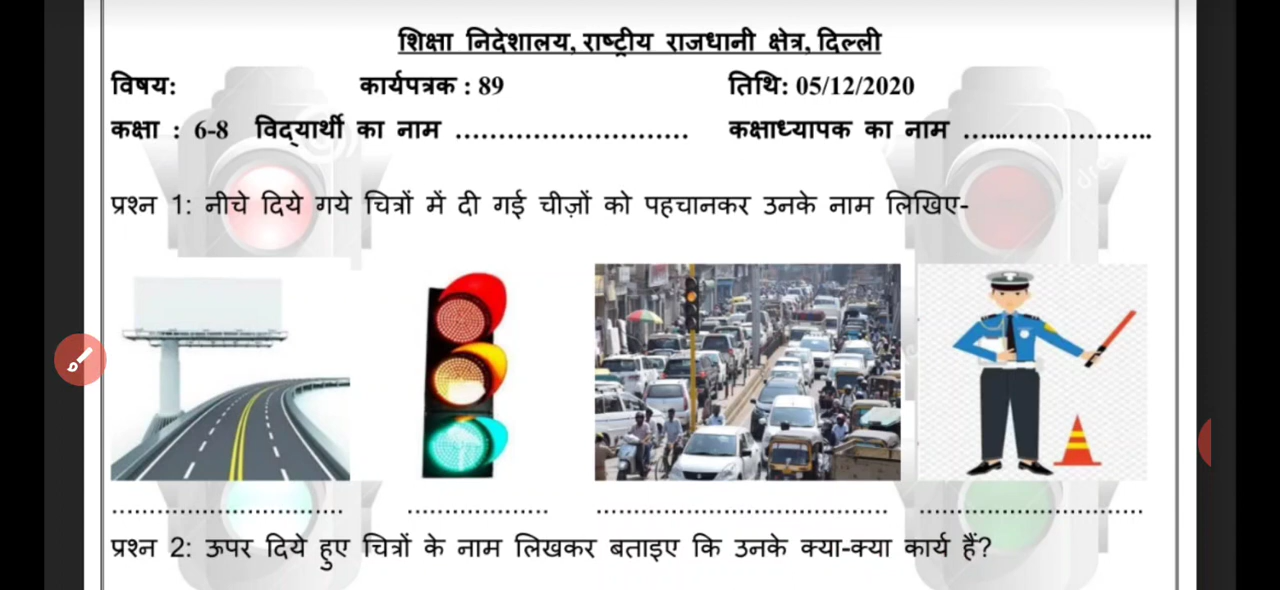 शिक्षा निदेशालय, राष्ट्रीय राजधानी क्षेत्र, दिल्ली
विषय: कार्यपत्रक : 89 तिथि: 05/12/2020
कक्षा : 6-8 विद्यार्थी का नाम ........................... कक्षाध्यापक का नाम ......................
प्रश्न 1: नीचे दिये गये चित्रों में दी गई चीज़ों को पहचानकर उनके नाम लिखिए-
............................ ................. ................................... ...........................
प्रश्न 2: ऊपर दिये हुए चित्रों के नाम लिखकर बताइए कि उनके क्या-क्या कार्य हैं?